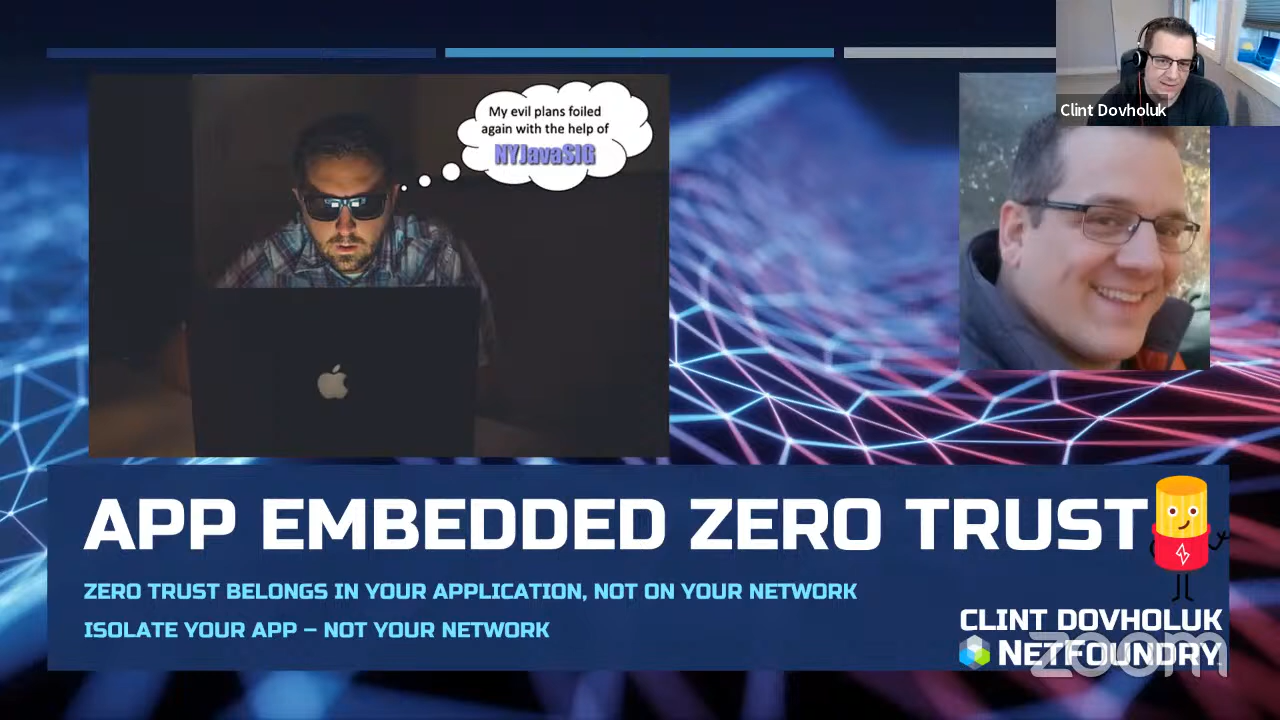 My evil plans foiled
again with the help of
NYJavaSIG
Clint Dovholuk
APP EMBEDDED ZERO TRUST
ZERO TRUST BELONGS IN YOUR APPLICATION, NOT ON YOUR NETWORK
ISOLATE YOUR APP – NOT YOUR NETWORK
CLINT DOVHOLUK
NETFOUNDRY
zoom